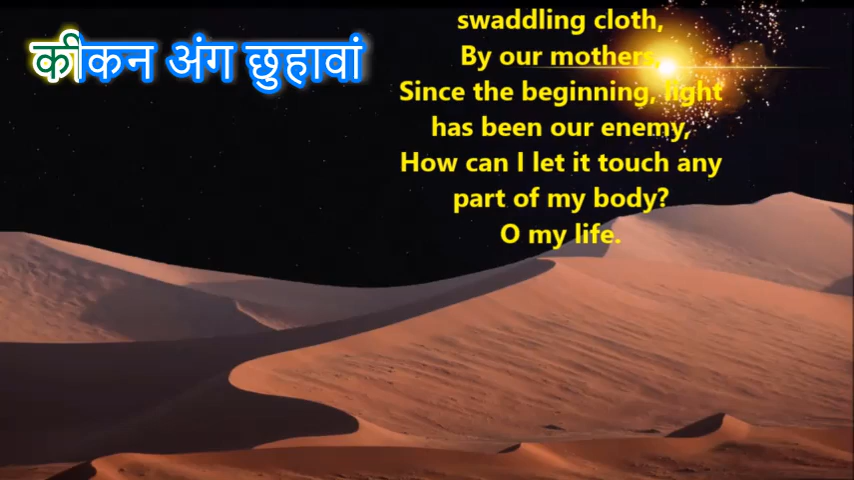 कीकन अंग छुहावां
swaddling cloth,
By our mothers,
Since the beginning, light
has been our enemy,
How can I let it touch any
part of my body?
O my life.